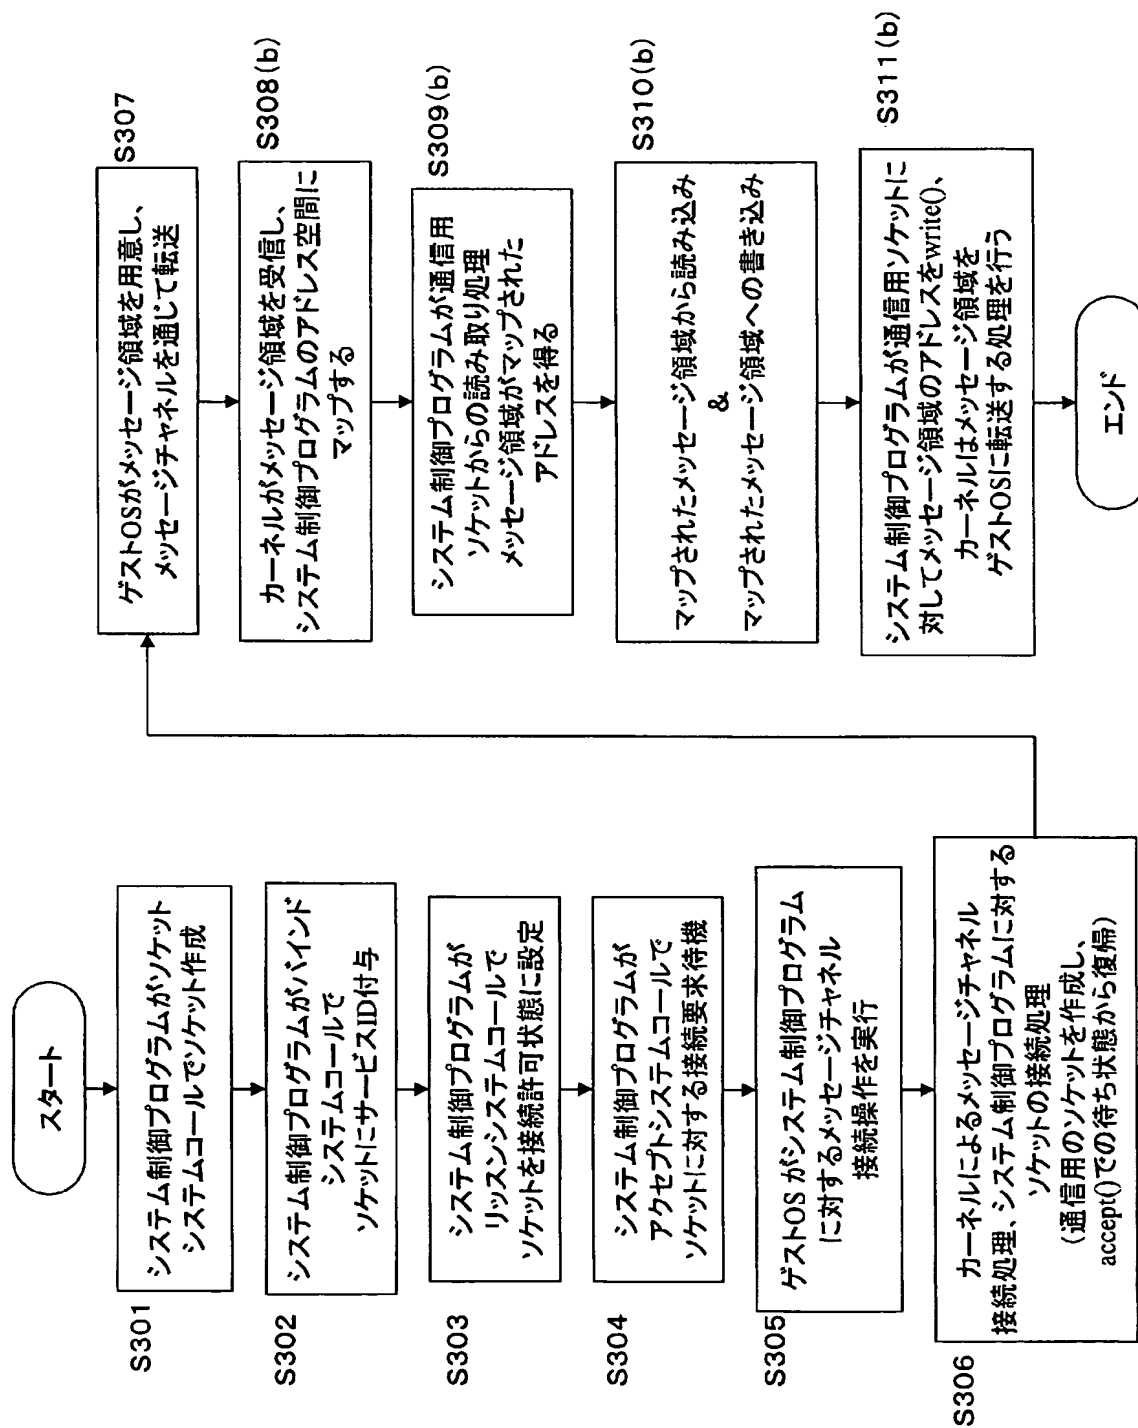 スタート
S301
システム制御プログラムがソケット
システムコールでソケット作成
S302
システム制御プログラムがバインド
システムコールで
ソケットにサービスID付与
S303
システム制御プログラムが
リッスンシステムコールで
ソケットを接続許可状態に設定
S304
システム制御プログラムが
アクセプトシステムコールで
ソケットに対する接続要求待機
S305
ゲストOS がシステム制御プログラム
に対するメッセージチャネル
接続操作を実行
S306
カーネルによるメッセージチャネル
接続処理、システム制御プログラムに対する
ソケットの接続処理
(通信用のソケットを作成し、
accept()での待ち状態から復帰)
S307
ゲストOSがメッセージ領域を用意し、
メッセージチャネルを通じて転送
S308(b)
カーネルがメッセージ領域を受信し、
システム制御プログラムのアドレス空間に
マップする
S309(b)
システム制御プログラムが通信用
ソケットからの読み取り処理
メッセージ領域がマップされた
アドレスを得る
S310(b)
マップされたメッセージ領域から読み込み
&
マップされたメッセージ領域への書き込み
S311(b)
システム制御プログラムが通信用ソケットに
対してメッセージ領域のアドレスをwrite()、
カーネルはメッセージ領域を
ゲストOSに転送する処理を行う
エンド